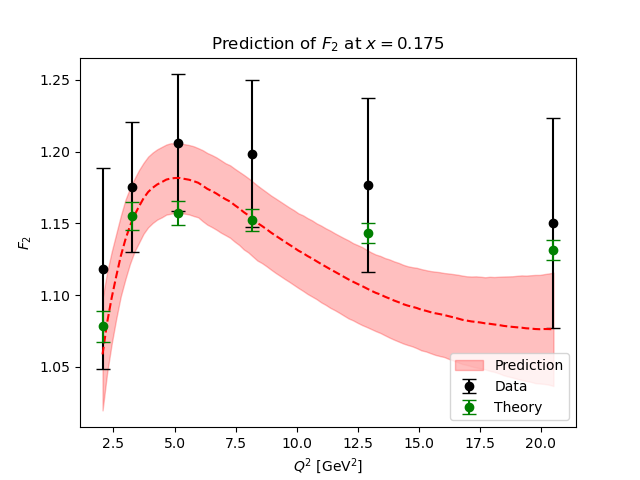 Prediction of F₂ at x = 0.175
F₂
1.25
1.20
1.15
1.10
1.05
2.5 5.0 7.5 10.0 12.5 15.0 17.5 20.0
Q² [GeV²]
Prediction
Data
Theory